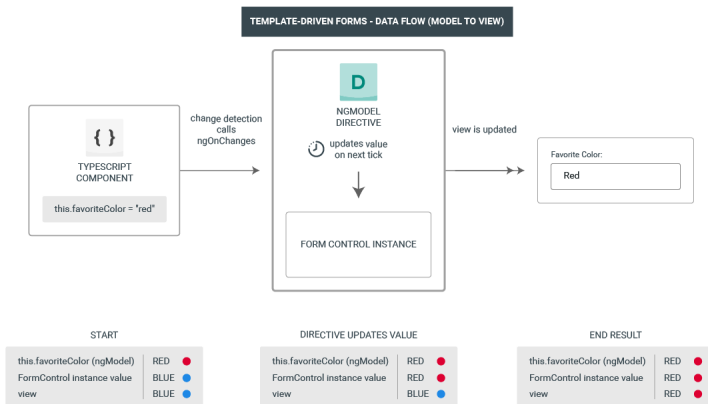 TEMPLATE-DRIVEN FORMS - DATA FLOW (MODEL TO VIEW)
{ }
TYPESCRIPT
COMPONENT
this.favoriteColor = "red"
change detection
calls
ngOnChanges
D
NGMODEL
DIRECTIVE
updates value
on next tick
FORM CONTROL INSTANCE
view is updated
Favorite Color:
Red
START
this.favoriteColor (ngModel) RED
FormControl instance value BLUE
view BLUE
DIRECTIVE UPDATES VALUE
this.favoriteColor (ngModel) RED
FormControl instance value RED
view BLUE
END RESULT
this.favoriteColor (ngModel) RED
FormControl instance value RED
view RED